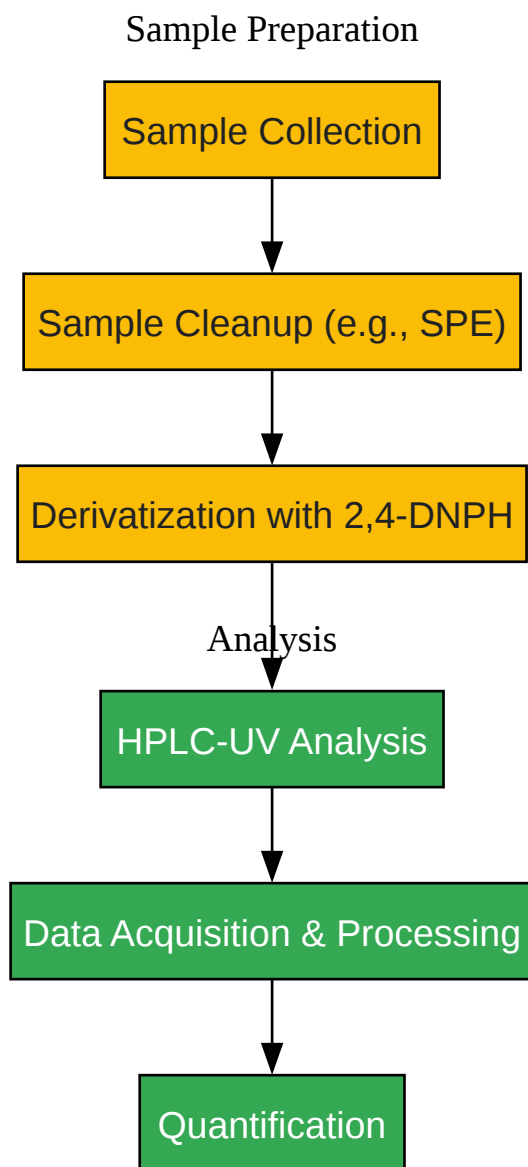 Sample Preparation
Sample Collection
Sample Cleanup (e.g., SPE)
Derivatization with 2,4-DNPH
Analysis
HPLC-UV Analysis
Data Acquisition & Processing
Quantification